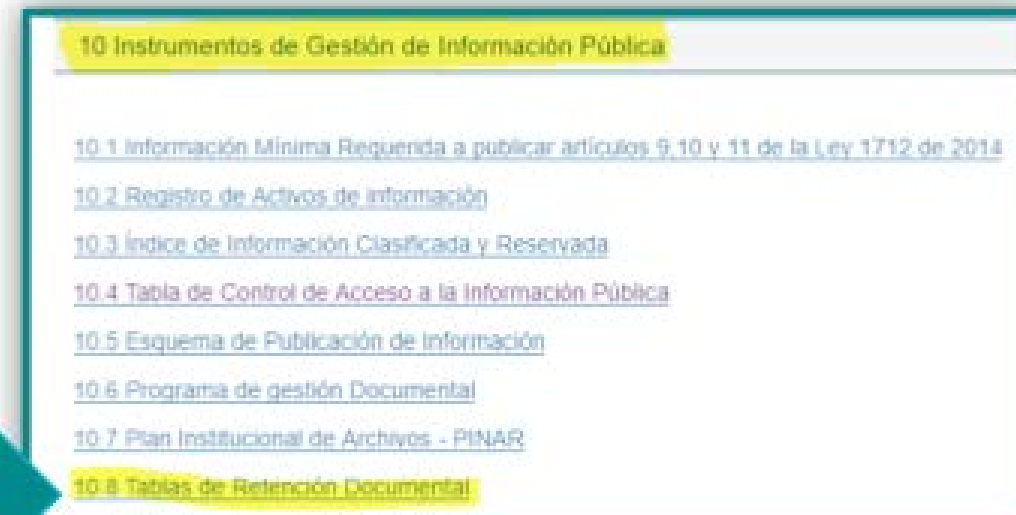 10 Instrumentos de Gestión de Información Pública
10.1 Información Mínima Requerida a publicar artículos 9,10 y 11 de la Ley 1712 de 2014
10.2 Registro de Activos de Información
10.3 Índice de Información Clasificada y Reservada
10.4 Tabla de Control de Acceso a la Información Pública
10.5 Esquema de Publicación de Información
10.6 Programa de gestión Documental
10.7 Plan Institucional de Archivos - PINAR
10.8 Tablas de Retención Documental